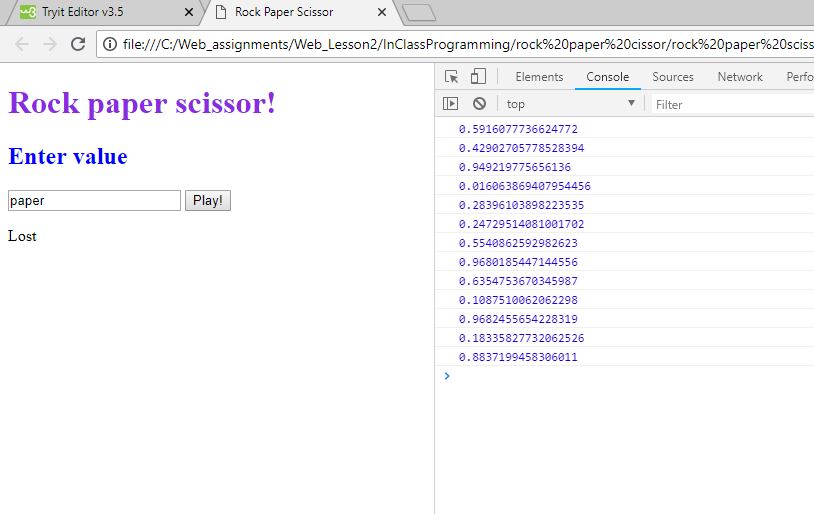 Tryit Editor v3.5
Rock Paper Scissor
file:///C:/Web_assignments/Web_Lesson2/InClassProgramming/rock%20paper%20cissor/rock%20paper%20sciss
Rock paper scissor!
Enter value
paper Play!
Lost
Elements Console Sources Network Perfo
top Filter
0.5916077736624772
0.42902705778528394
0.949219775656136
0.016063869407954456
0.28396103898223535
0.24729514081001702
0.5540862592982623
0.9680185447144556
0.6354753670345987
0.1087510062062298
0.9682455654228319
0.18335827732062526
0.8837199458306011